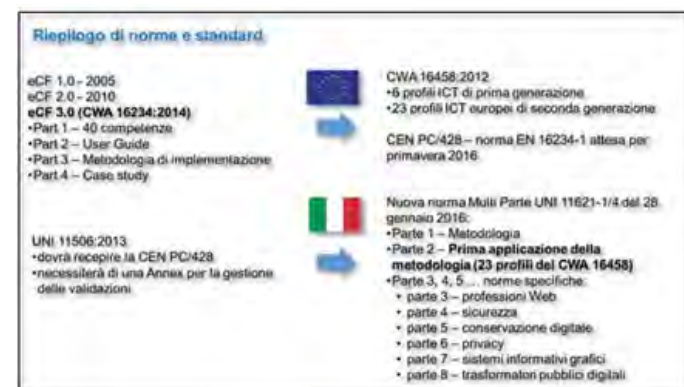 Riepilogo di norme e standard
eCF 1.0 - 2005
eCF 2.0 - 2010
eCF 3.0 (CWA 16234:2014)
•Part 1 – 40 competenze
•Part 2 – User Guide
•Part 3 – Metodologia di implementazione
•Part 4 – Case study
CWA 16458:2012
•6 profili ICT di prima generazione
•23 profili ICT europei di seconda generazione
CEN PC/428 – norma EN 16234-1 attesa per
primavera 2016
UNI 11506:2013
•dovrà recepire la CEN PC/428
•necessiterà di una Annex per la gestione
delle validazioni
Nuova norma Multi Parte UNI 11621-1/4 del 28
gennaio 2016:
•Parte 1 – Metodologia
•Parte 2 – Prima applicazione della
metodologia (23 profili del CWA 16458)
•Parte 3, 4, 5 … norme specifiche:
• parte 3 – professioni Web
• parte 4 – sicurezza
• parte 5 – conservazione digitale
• parte 6 – privacy
• parte 7 – sistemi informativi grafici
• parte 8 – trasformatori pubblici digitali